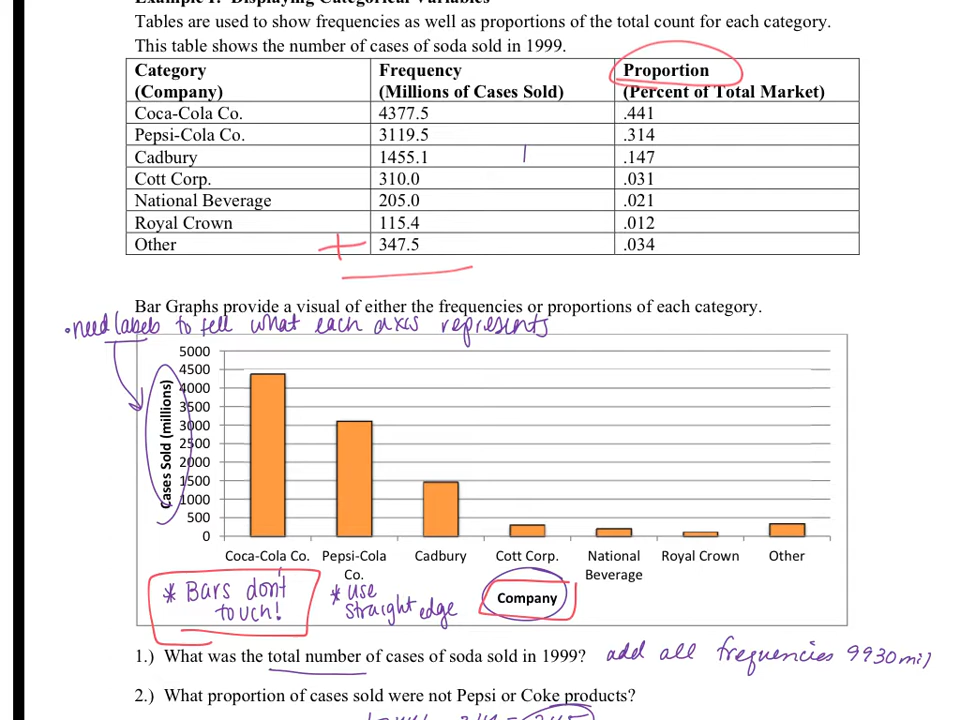 Example 1: Displaying Categorical Variables
Tables are used to show frequencies as well as proportions of the total count for each category.
This table shows the number of cases of soda sold in 1999.
Category (Company) Frequency (Millions of Cases Sold) Proportion (Percent of Total Market)
Coca-Cola Co. 4377.5 .441
Pepsi-Cola Co. 3119.5 .314
Cadbury 1455.1 .147
Cott Corp. 310.0 .031
National Beverage 205.0 .021
Royal Crown 115.4 .012
Other + 347.5 .034
Bar Graphs provide a visual of either the frequencies or proportions of each category.
• need labels to tell what each axis represents
Cases Sold (millions)
5000
4500
4000
3500
3000
2500
2000
1500
1000
500
0
Coca-Cola Co. Pepsi-Cola Co. Cadbury Cott Corp. National Beverage Royal Crown Other
* Bars don't
touch!
* use
straight edge
Company
1.) What was the total number of cases of soda sold in 1999? add all frequencies 9930 mil
2.) What proportion of cases sold were not Pepsi or Coke products?